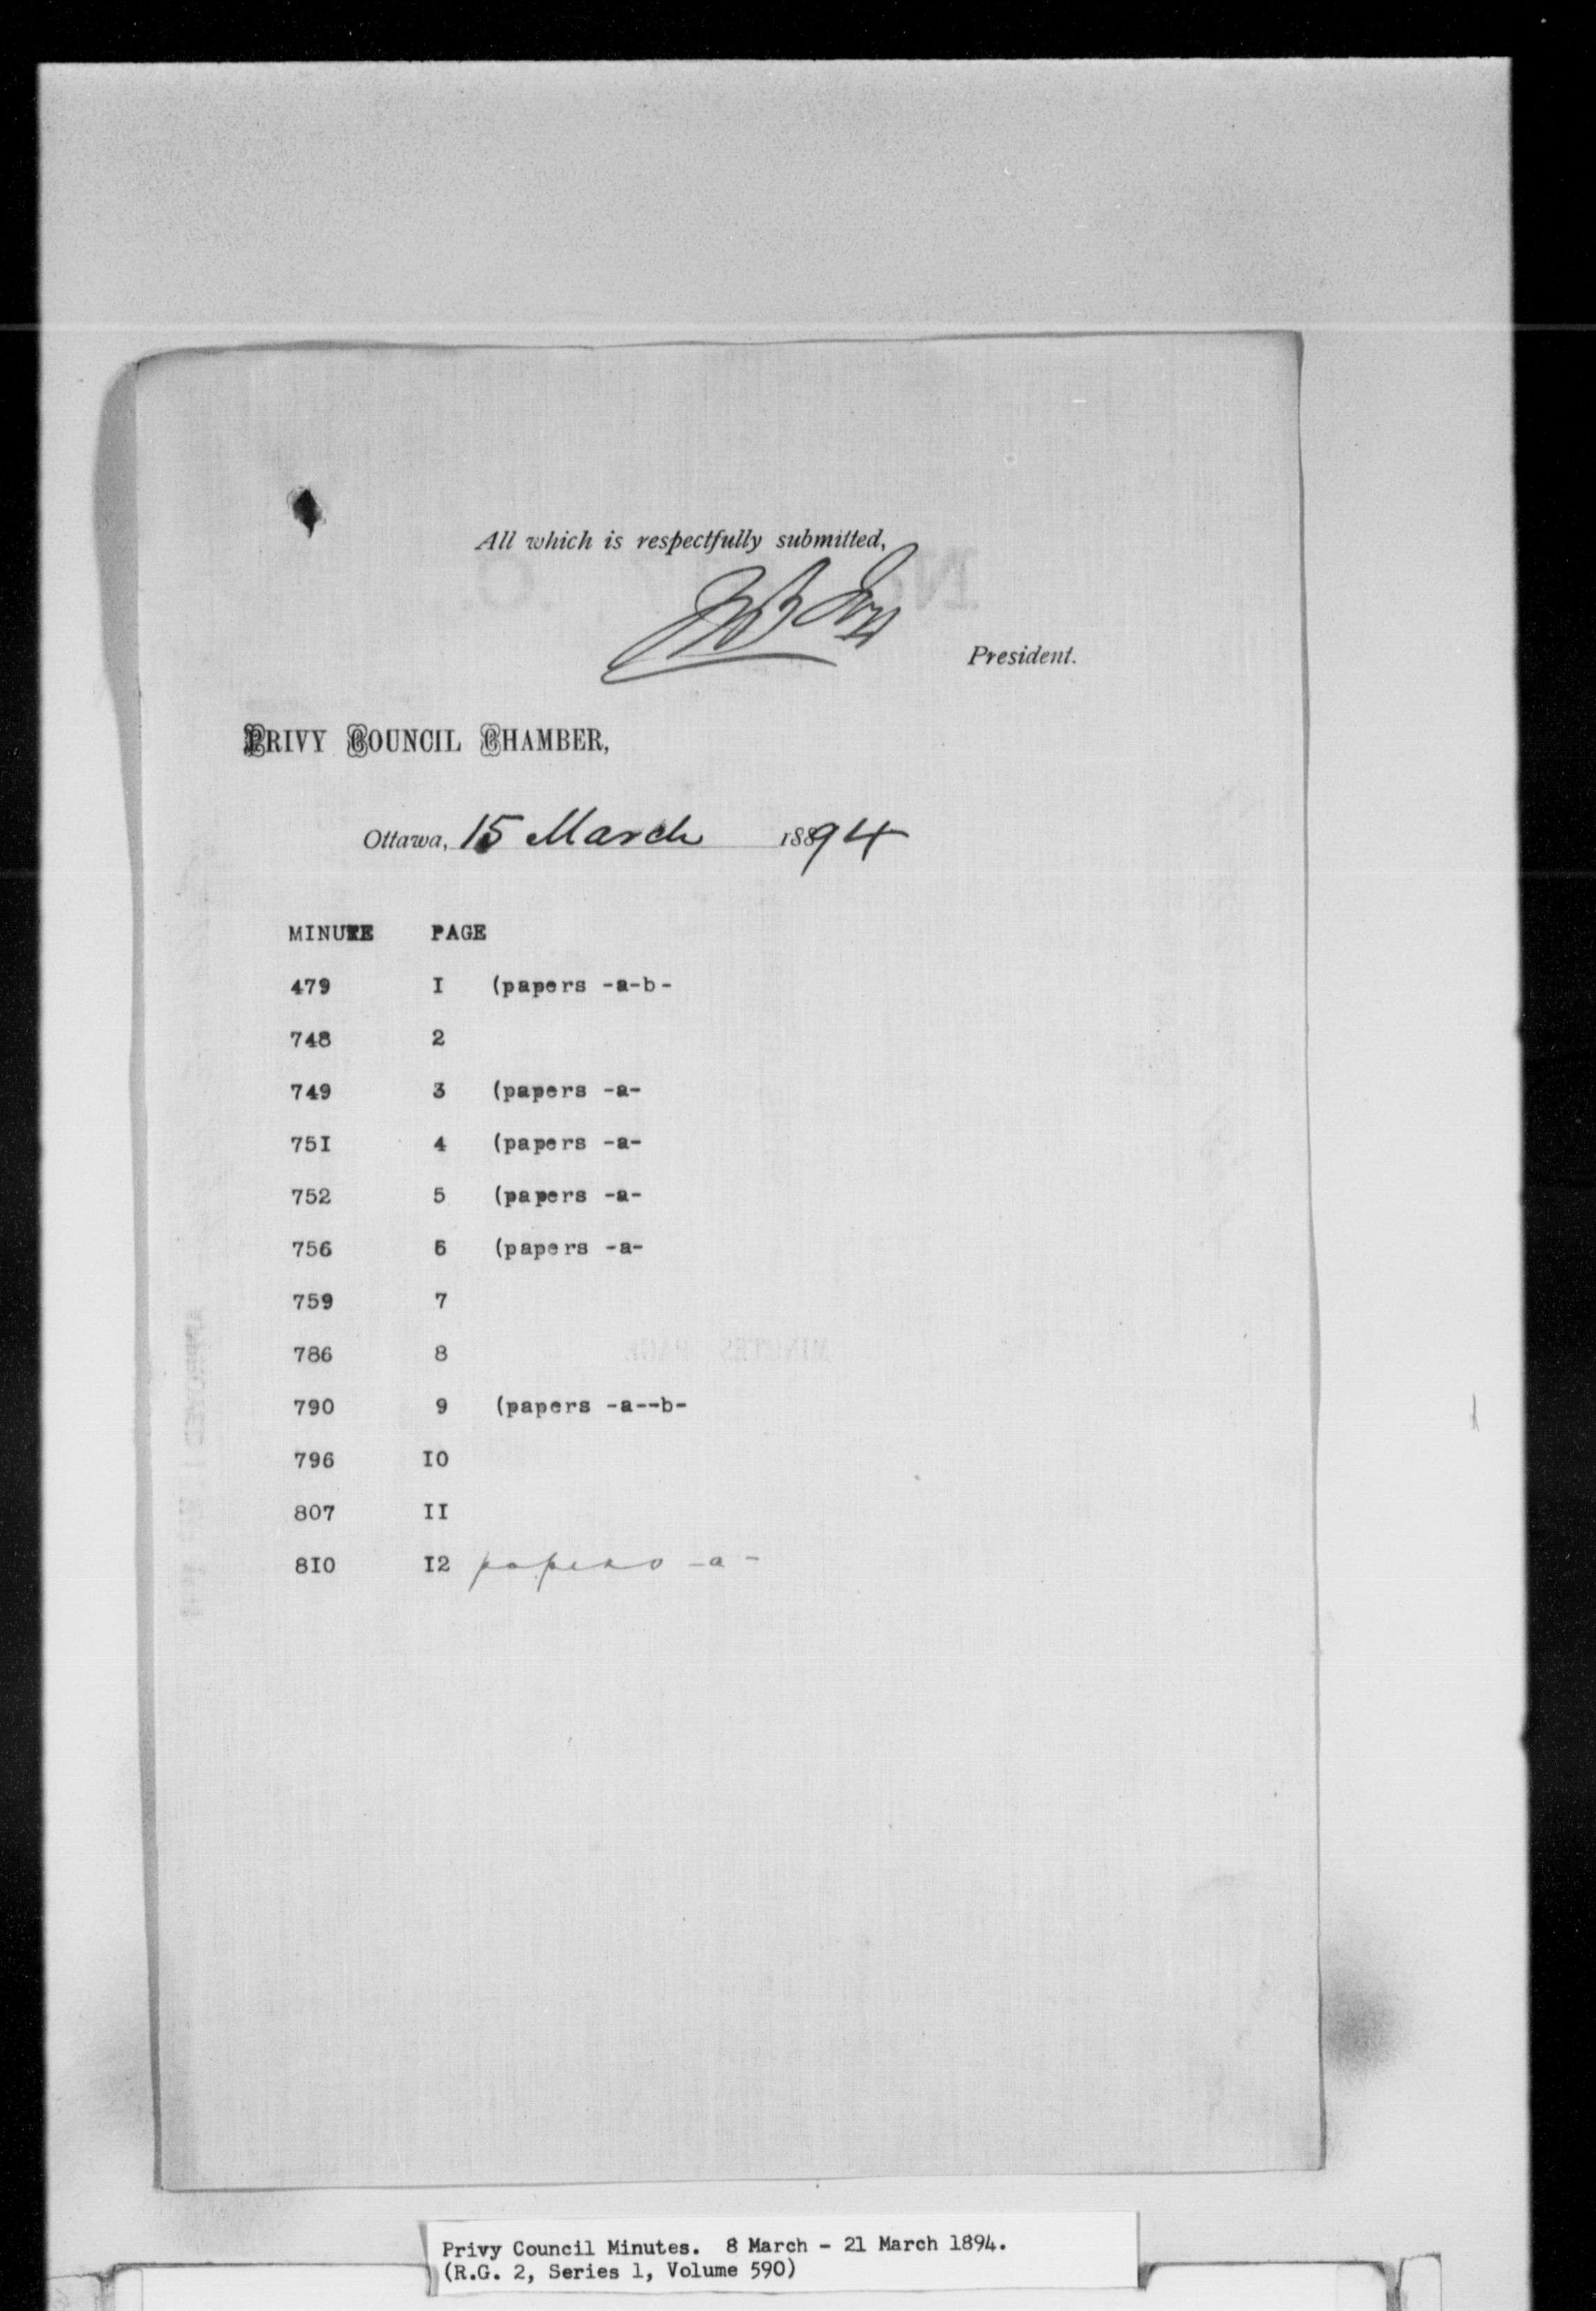 All which is respectfully submitted,
President.
PRIVY COUNCIL CHAMBER,
Ottawa, 15 March 1894
MINUTE PAGE
479 I (papers -a-b-
748 2
749 3 (papers -a-
75I 4 (papers -a-
752 5 (papers -a-
756 6 (papers -a-
759 7
786 8
790 9 (papers -a--b-
796 I0
807 II
8I0 I2 papers -a-
Privy Council Minutes. 8 March - 21 March 1894.
(R.G. 2, Series 1, Volume 590)